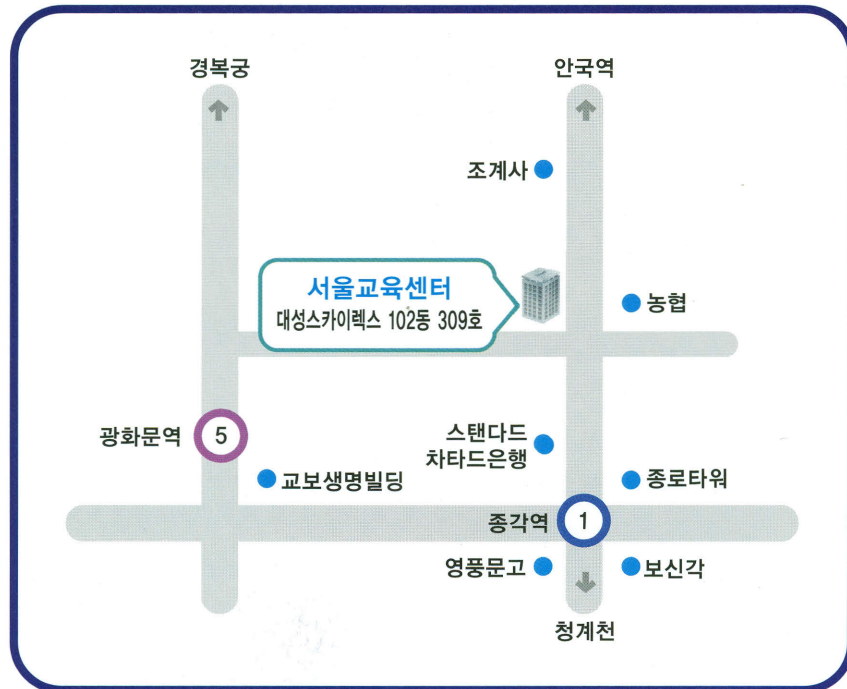 경복궁
안국역
조계사
서울교육센터
대성스카이렉스 102동 309호
농협
광화문역
5
스탠다드
차타드은행
교보생명빌딩
종로타워
종각역
1
영풍문고
보신각
청계천